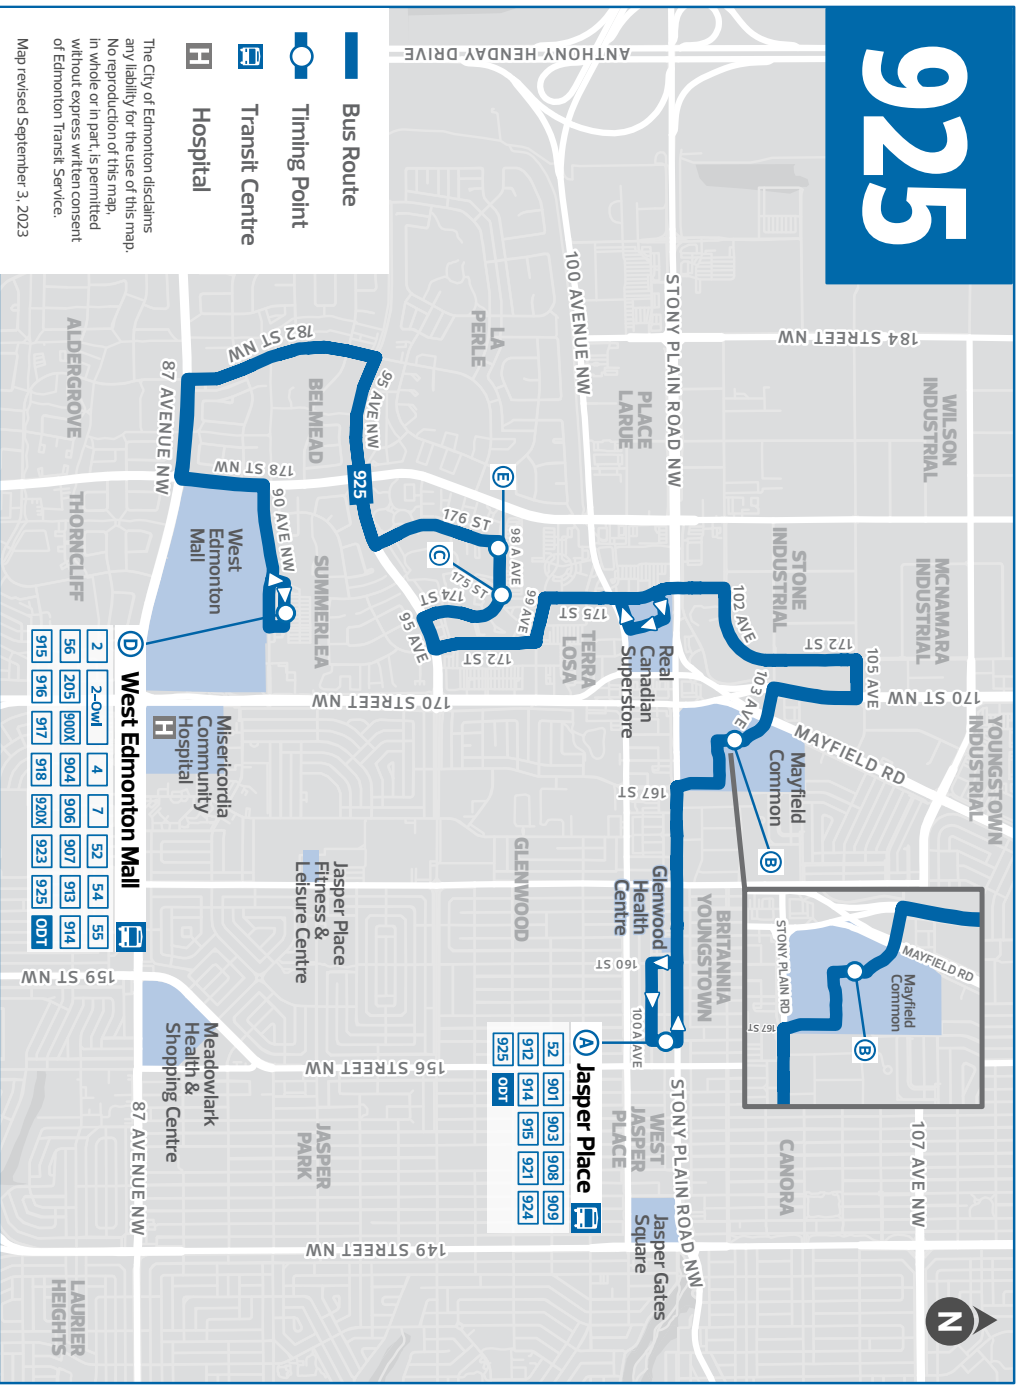 925
Bus Route
Timing Point
Transit Centre
H
Hospital
The City of Edmonton disclaims
any liability for the use of this map.
No reproduction of this map,
in whole or in part, is permitted
without express written consent
of Edmonton Transit Service.
Map revised September 3, 2023
ANTHONY HENDAY DRIVE
184 STREET NW
STONY PLAIN ROAD NW
100 AVENUE NW
WILSON
INDUSTRIAL
PLACE
LARUE
LA
PERLE
182 ST NW
95 AVE NW
BELMEAD
87 AVENUE NW
ALDERGROVE
178 ST NW
925
90 AVE NW
THORNCLIFF
West
Edmonton
Mall
SUMMERLEA
E
176 ST
98 A AVE
C
175 ST
174 ST
95 AVE
99 AVE
172 ST
175 ST
TERRA
LOSA
Real
Canadian
Superstore
STONE
INDUSTRIAL
MCNAMARA
INDUSTRIAL
102 AVE
172 ST
105 AVE
170 ST NW
103 AVE
MAYFIELD RD
YOUNGSTOWN
INDUSTRIAL
Mayfield
Common
B
167 ST
170 STREET NW
Misericordia
Community
Hospital
H
D
West Edmonton Mall
2
2-Owl
4
7
52
54
55
56
205
900X
904
906
907
913
914
915
916
917
918
920X
923
925
ODT
Jasper Place
Fitness &
Leisure Centre
GLENWOOD
Glenwood
Health
Centre
BRITANNIA
YOUNGSTOWN
160 ST
100 A AVE
STONY PLAIN RD
MAYFIELD RD
Mayfield
Common
167 ST
B
159 ST NW
Meadowlark
Health &
Shopping Centre
156 STREET NW
87 AVENUE NW
A
Jasper Place
52
901
903
908
909
912
914
915
921
924
925
ODT
WEST
JASPER
PLACE
STONY PLAIN ROAD NW
CANORA
107 AVE NW
JASPER
PARK
Jasper Gates
Square
149 STREET NW
LAURIER
HEIGHTS
N